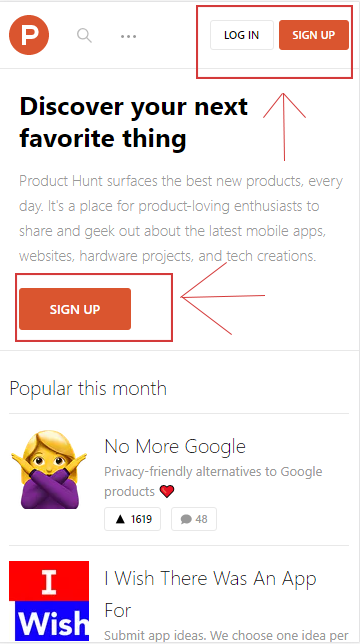 P
LOG IN
SIGN UP
Discover your next
favorite thing
Product Hunt surfaces the best new products, every
day. It's a place for product-loving enthusiasts to
share and geek out about the latest mobile apps,
websites, hardware projects, and tech creations.
SIGN UP
Popular this month
No More Google
Privacy-friendly alternatives to Google
products ❤️
▲ 1619
48
I
Wish
I Wish There Was An App
For
Submit app ideas. We choose one idea per